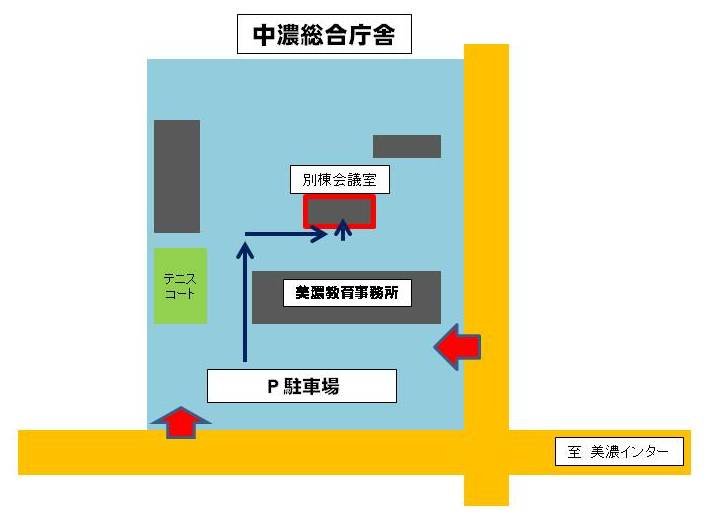 中濃総合庁舎
別棟会議室
テニス
コート
美濃教育事務所
P 駐車場
至 美濃インター